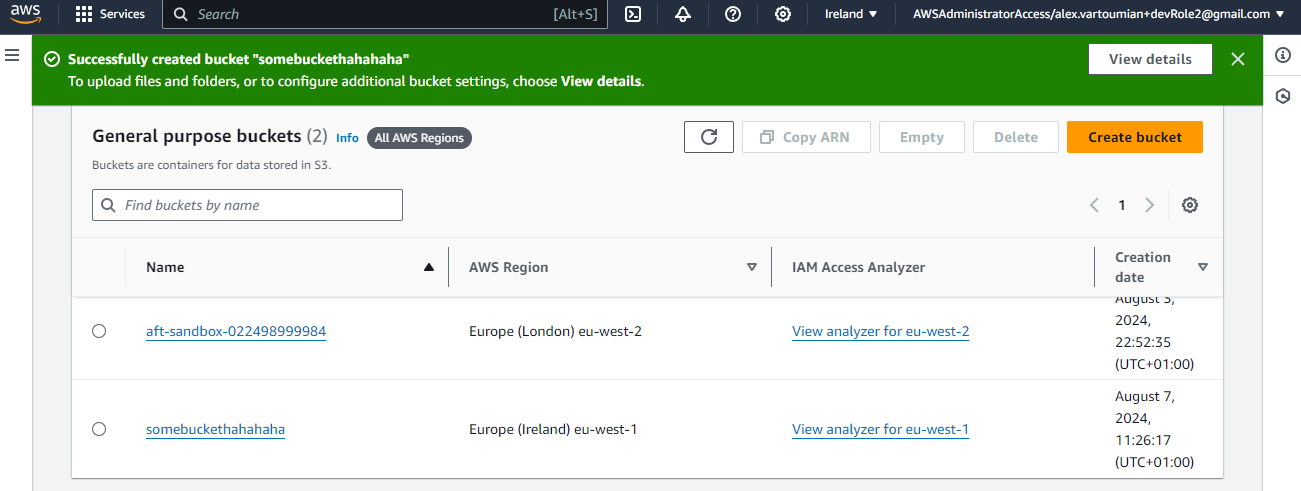 aws
Services
Search
[Alt+S]
Ireland
AWSAdministratorAccess/alex.vartoumian+devRole2@gmail.com
Successfully created bucket "somebuckethahahaha"
To upload files and folders, or to configure additional bucket settings, choose View details.
View details
General purpose buckets (2)
Info
All AWS Regions
Copy ARN
Empty
Delete
Create bucket
Buckets are containers for data stored in S3.
Find buckets by name
1
Name
AWS Region
IAM Access Analyzer
Creation
date
aft-sandbox-022498999984
Europe (London) eu-west-2
View analyzer for eu-west-2
August 3,
2024,
22:52:35
(UTC+01:00)
somebuckethahahaha
Europe (Ireland) eu-west-1
View analyzer for eu-west-1
August 7,
2024,
11:26:17
(UTC+01:00)